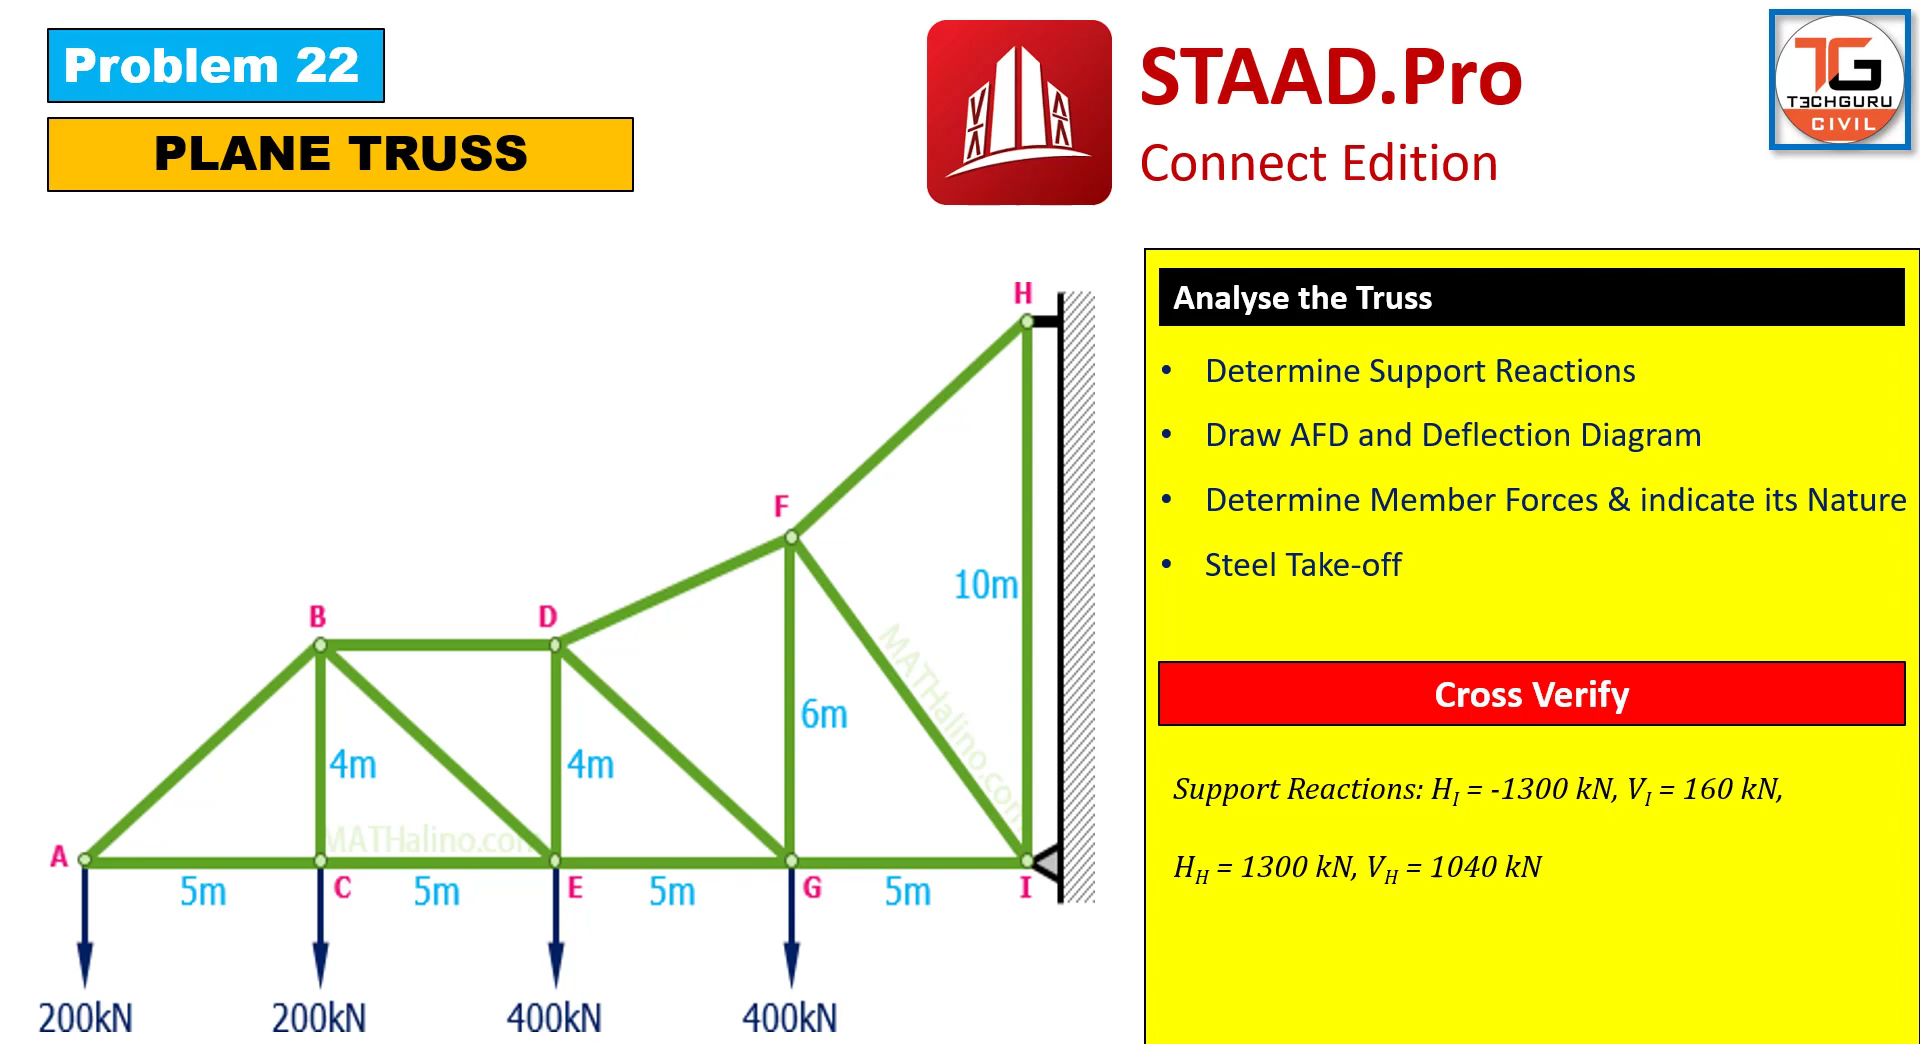 Problem 22
PLANE TRUSS
STAAD.Pro
Connect Edition
TG
TECHGURU
CIVIL
H
F
10m
B
D
6m
4m
4m
MATHalino.com
MATHalino.com
A
5m
C
5m
E
5m
G
5m
I
200kN
200kN
400kN
400kN
Analyse the Truss
• Determine Support Reactions
• Draw AFD and Deflection Diagram
• Determine Member Forces & indicate its Nature
• Steel Take-off
Cross Verify
Support Reactions: H_I = -1300 kN, V_I = 160 kN,
H_H = 1300 kN, V_H = 1040 kN